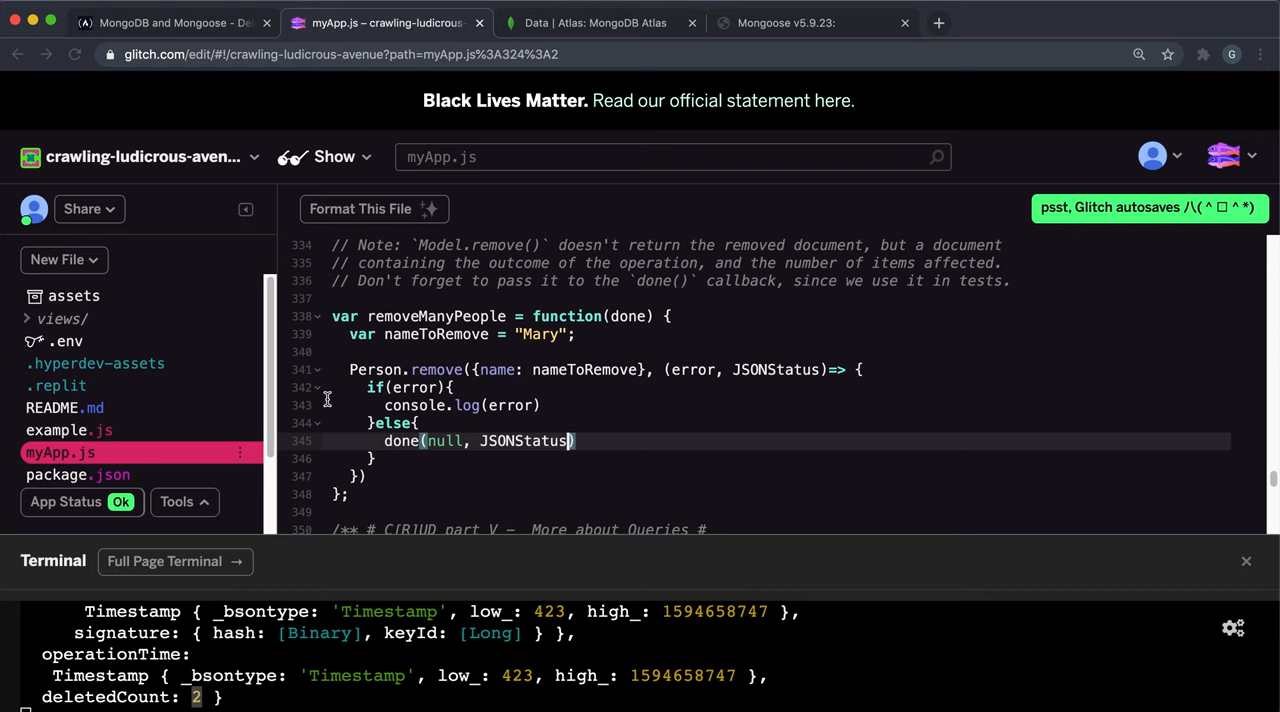 MongoDB and Mongoose - Del
myApp.js – crawling-ludicrous-
Data | Atlas: MongoDB Atlas
Mongoose v5.9.23:
glitch.com/edit/#!/crawling-ludicrous-avenue?path=myApp.js%3A324%3A2
G
Black Lives Matter. Read our official statement here.
crawling-ludicrous-aven...
Show
myApp.js
Share
Format This File
psst, Glitch autosaves /\( ^ □ ^ *)
New File
assets
views/
.env
.hyperdev-assets
.replit
README.md
example.js
myApp.js
package.json
App Status Ok
Tools
334 // Note: `Model.remove()` doesn't return the removed document, but a document
335 // containing the outcome of the operation, and the number of items affected.
336 // Don't forget to pass it to the `done()` callback, since we use it in tests.
337
338 var removeManyPeople = function(done) {
339 var nameToRemove = "Mary";
340
341 Person.remove({name: nameToRemove}, (error, JSONStatus)=> {
342 if(error){
343 console.log(error)
344 }else{
345 done(null, JSONStatus)
346 }
347 })
348 };
349
350 /** # C[R]UD part V - More about Queries #
Terminal
Full Page Terminal →
Timestamp { _bsontype: 'Timestamp', low_: 423, high_: 1594658747 },
signature: { hash: [Binary], keyId: [Long] } },
operationTime:
Timestamp { _bsontype: 'Timestamp', low_: 423, high_: 1594658747 },
deletedCount: 2 }